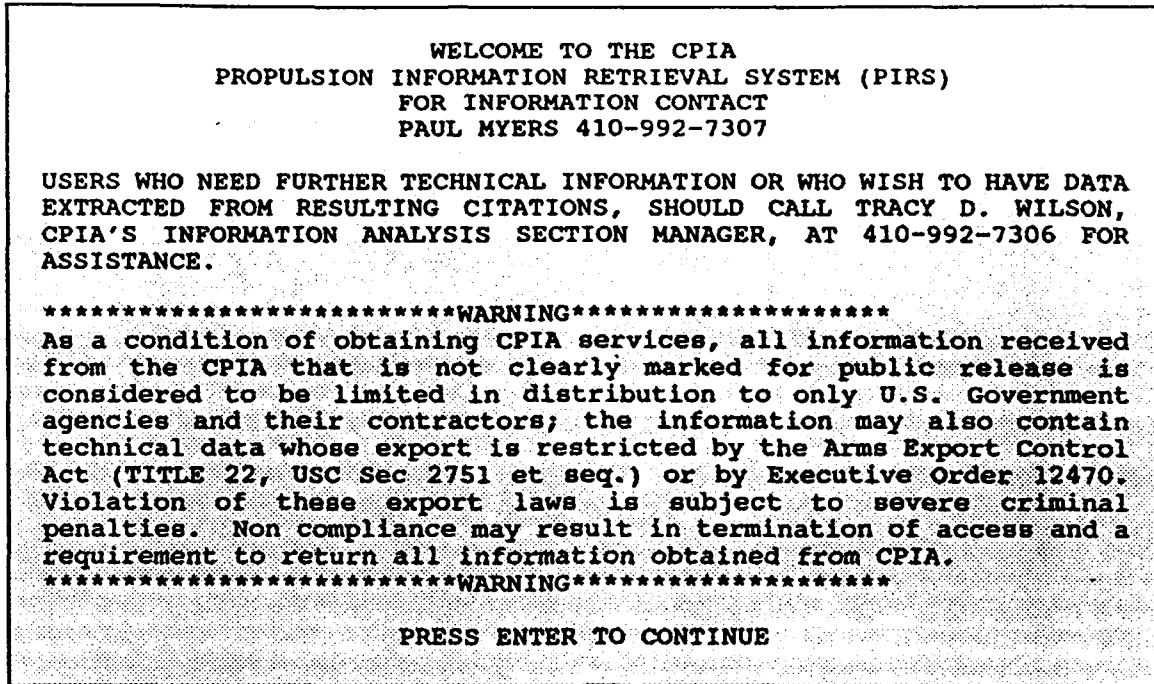 WELCOME TO THE CPIA
PROPULSION INFORMATION RETRIEVAL SYSTEM (PIRS)
FOR INFORMATION CONTACT
PAUL MYERS 410-992-7307
USERS WHO NEED FURTHER TECHNICAL INFORMATION OR WHO WISH TO HAVE DATA
EXTRACTED FROM RESULTING CITATIONS, SHOULD CALL TRACY D. WILSON,
CPIA'S INFORMATION ANALYSIS SECTION MANAGER, AT 410-992-7306 FOR
ASSISTANCE.
**************************WARNING********************
As a condition of obtaining CPIA services, all information received
from the CPIA that is not clearly marked for public release is
considered to be limited in distribution to only U.S. Government
agencies and their contractors; the information may also contain
technical data whose export is restricted by the Arms Export Control
Act (TITLE 22, USC Sec 2751 et seq.) or by Executive Order 12470.
Violation of these export laws is subject to severe criminal
penalties. Non compliance may result in termination of access and a
requirement to return all information obtained from CPIA.
**************************WARNING********************
PRESS ENTER TO CONTINUE